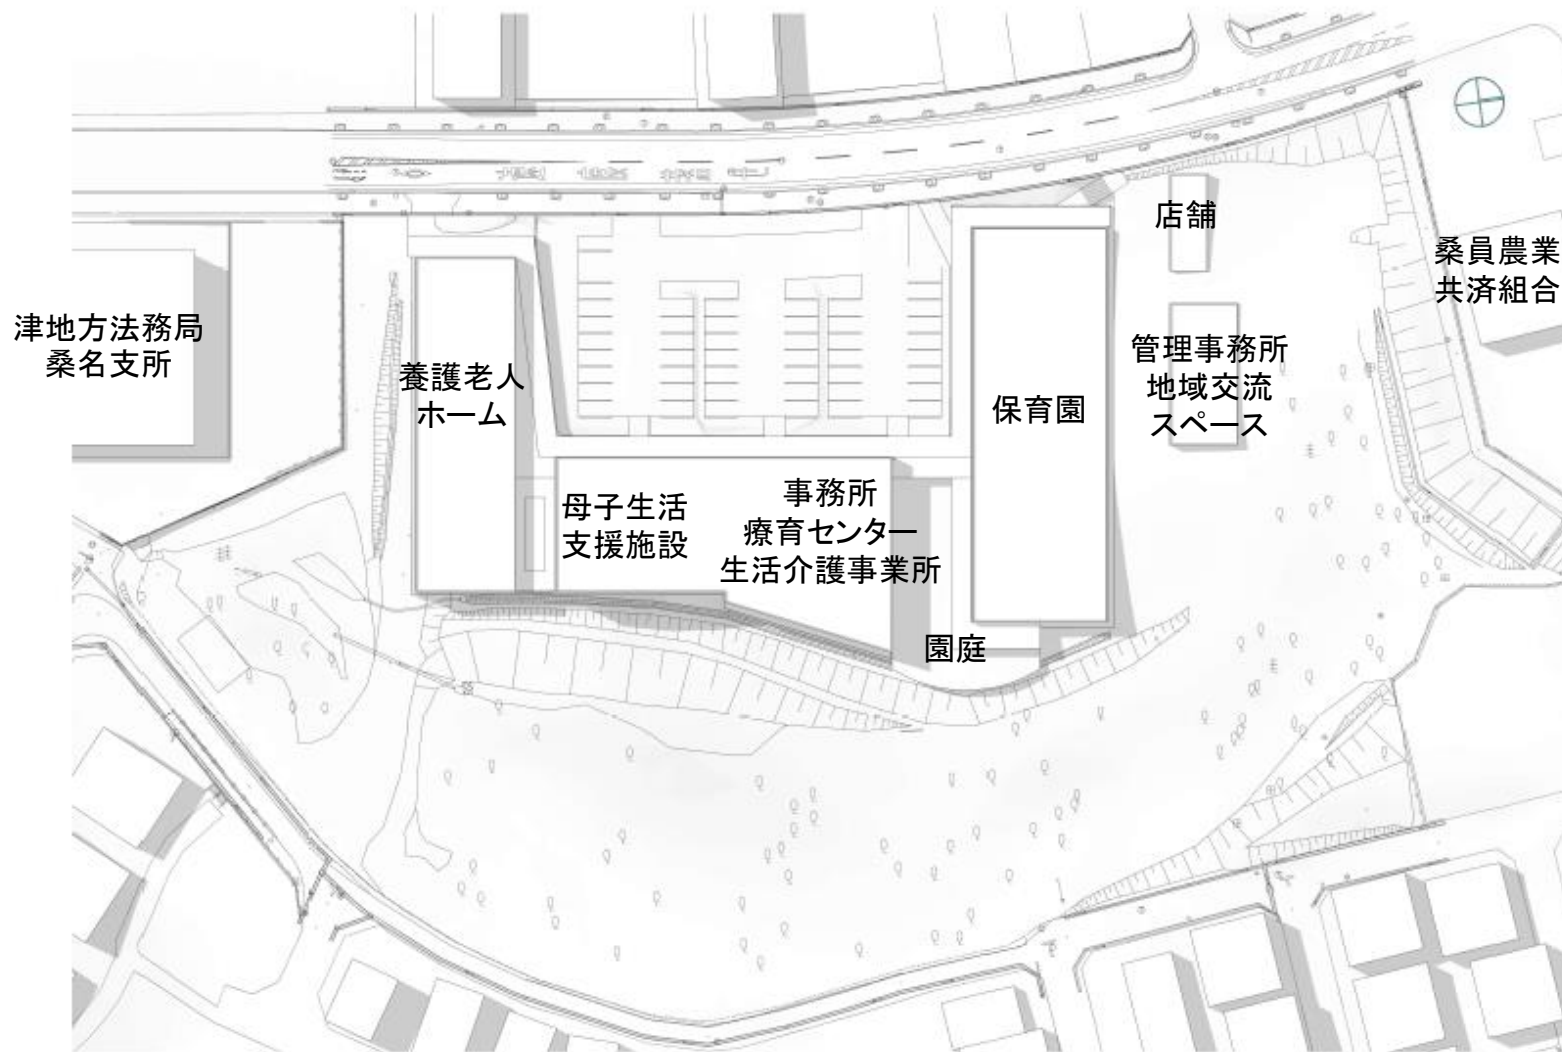 店舗
桑員農業
共済組合
津地方法務局
桑名支所
養護老人
ホーム
管理事務所
地域交流
スペース
保育園
母子生活
支援施設
事務所
療育センター
生活介護事業所
園庭